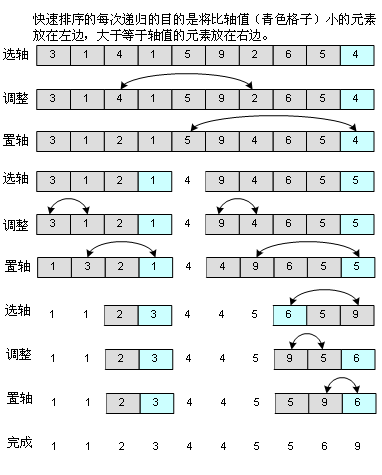 快速排序的每次递归的目的是将比轴值（青色格子）小的元素
放在左边，大于等于轴值的元素放在右边。
选轴 3 1 4 1 5 9 2 6 5 4
调整 3 1 4 1 5 9 2 6 5 4
置轴 3 1 2 1 5 9 4 6 5 4
选轴 3 1 2 1 4 9 4 6 5 5
调整 3 1 2 1 4 9 4 6 5 5
置轴 1 3 2 1 4 4 9 6 5 5
选轴 1 1 2 3 4 4 5 6 5 9
调整 1 1 2 3 4 4 5 9 5 6
置轴 1 1 2 3 4 4 5 5 9 6
完成 1 1 2 3 4 4 5 5 6 9